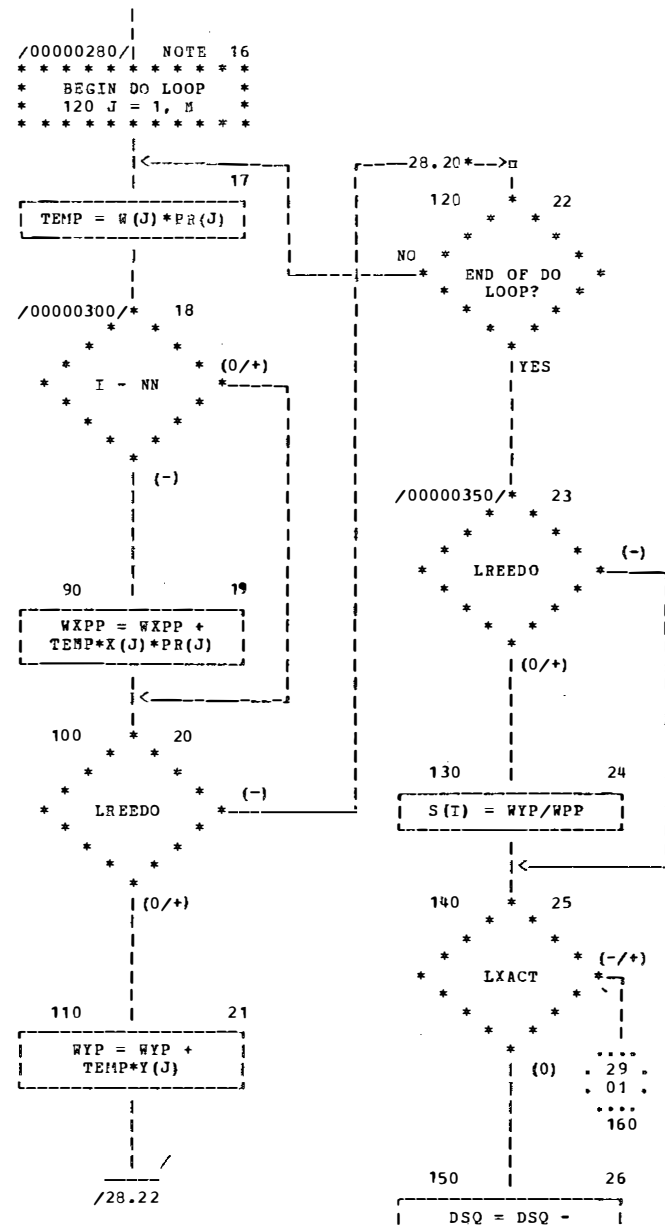 /00000280/ NOTE 16
BEGIN DO LOOP
120 J = 1, M
17
TEMP = W(J)*PR(J)
/00000300/* 18
I - NN
(0/+)
(-)
90 19
WXPP = WXPP +
TEMP*X(J)*PR(J)
100 20
LREEDO
(-)
(0/+)
110 21
WYP = WYP +
TEMP*Y(J)
/28.22
28.20*-->
120 22
NO
END OF DO
LOOP?
YES
/00000350/* 23
LREEDO
(-)
(0/+)
130 24
S(I) = WYP/WPP
140 25
LXACT
(-/+)
(0)
29
01
160
150 26
DSQ = DSQ -